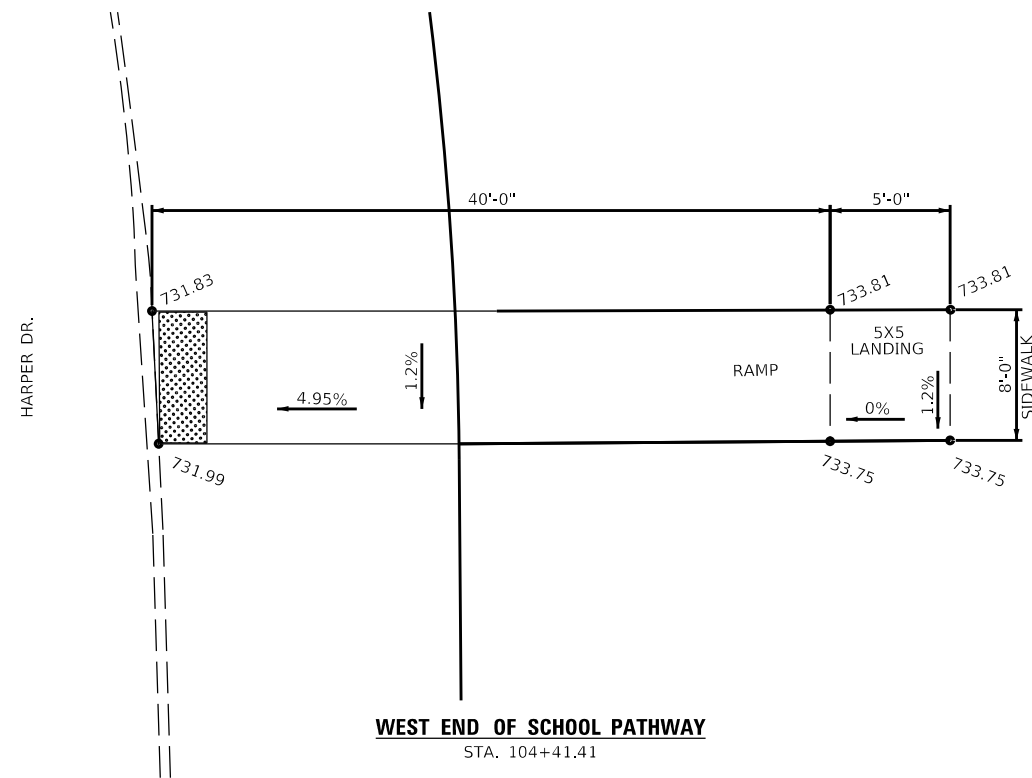 40'-0"
5'-0"
731.83
733.81
733.81
HARPER DR.
5X5
LANDING
RAMP
1.2%
4.95%
0%
1.2%
8'-0"
SIDEWALK
731.99
733.75
733.75
WEST END OF SCHOOL PATHWAY
STA. 104+41.41